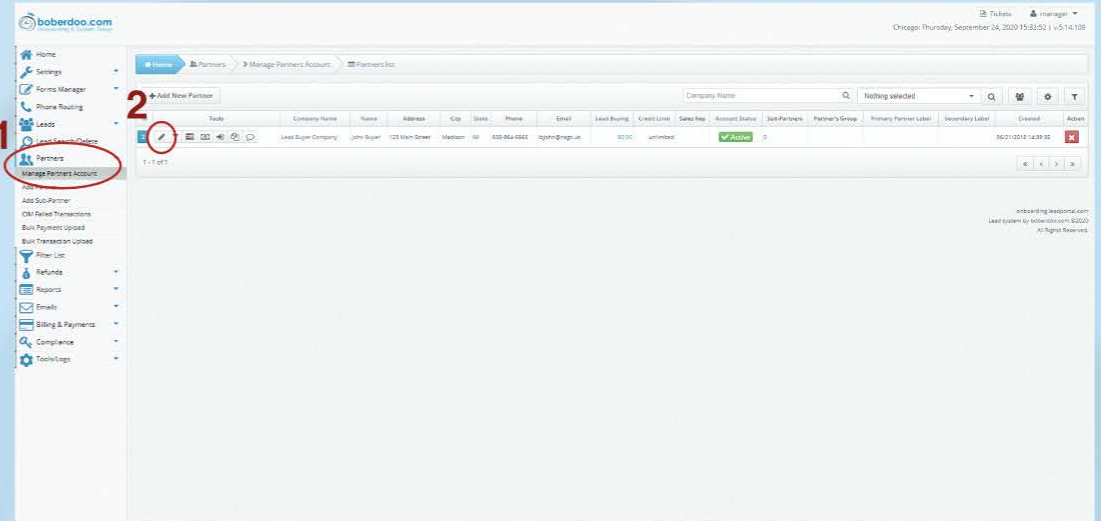 Tickets manager
boberdoo.com
Chicago: Thursday, September 24, 2020 15:32:52 | v.5.14.109
Home
Settings
Forms Manager
Phone Routing
Leads
1
Lead Search/Delete
Partners
Manage Partners Account
Add Partner
Add Sub-Partner
CIM Failed Transactions
Bulk Payment Upload
Bulk Transaction Upload
Filter List
Refunds
Reports
Emails
Billing & Payments
Compliance
Tools/Logs
Home Partners Manage Partners Account Partners list
Add New Partner Company Name Nothing selected
2
Tools Company Name Name Address City State Phone Email Lead Buying Credit Limit Sales Rep Account Status Sub-Partners Partner's Group Primary Partner Label Secondary Label Created Action
2 Lead Buyer Company John Buyer 123 Main Street Madison unlimited Active 0
1 - 1 of 1
onboarding.leadportal.com
Lead system by boberdoo.com ©2020
All Rights Reserved.